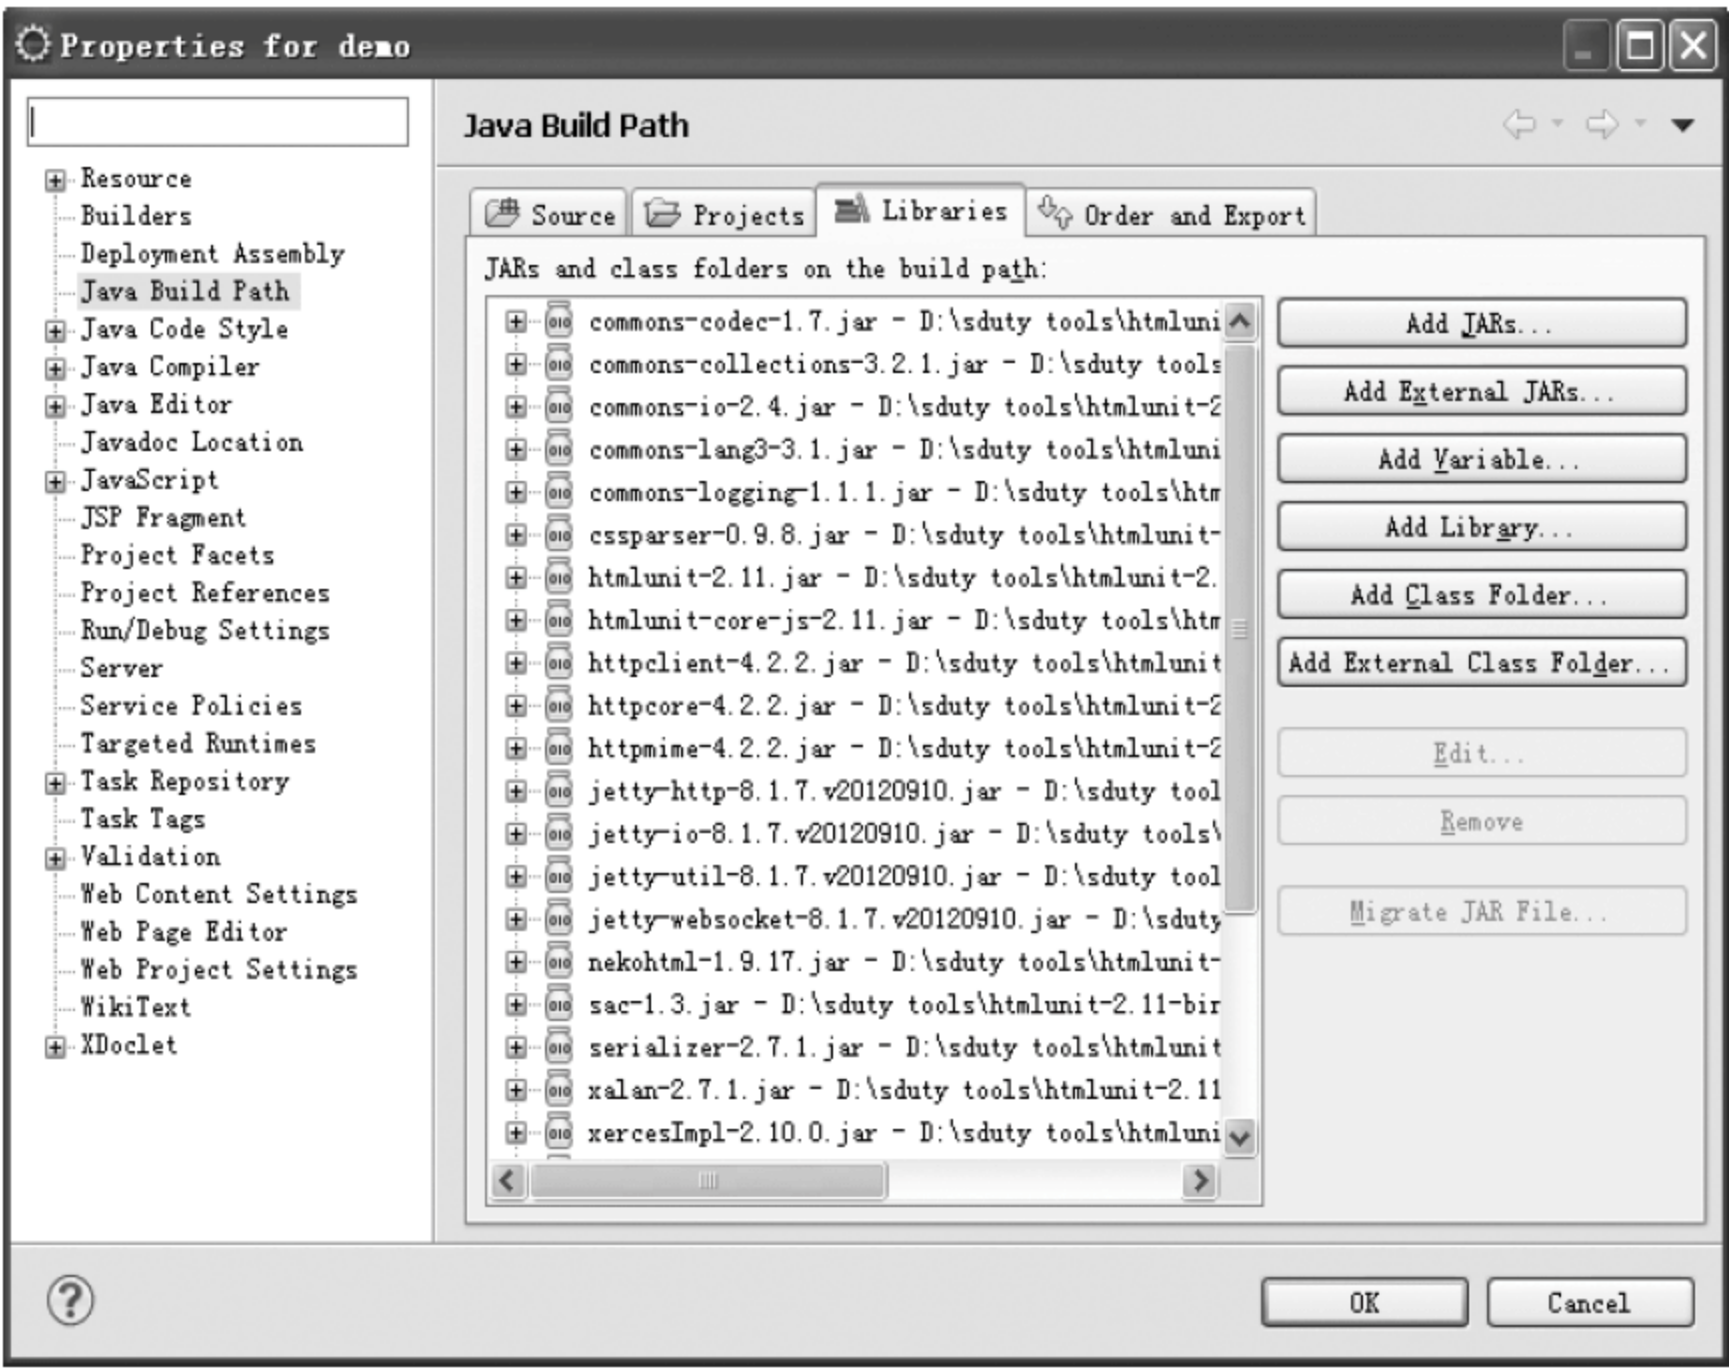 Properties for demo
Java Build Path
Resource
Builders
Deployment Assembly
Java Build Path
Java Code Style
Java Compiler
Java Editor
Javadoc Location
JavaScript
JSP Fragment
Project Facets
Project References
Run/Debug Settings
Server
Service Policies
Targeted Runtimes
Task Repository
Task Tags
Validation
Web Content Settings
Web Page Editor
Web Project Settings
WikiText
XDoclet
Source
Projects
Libraries
Order and Export
JARs and class folders on the build path:
commons-codec-1.7.jar - D:\sduty tools\htmluni
commons-collections-3.2.1.jar - D:\sduty tools
commons-io-2.4.jar - D:\sduty tools\htmlunit-2
commons-lang3-3.1.jar - D:\sduty tools\htmluni
commons-logging-1.1.1.jar - D:\sduty tools\htm
cssparser-0.9.8.jar - D:\sduty tools\htmlunit-
htmlunit-2.11.jar - D:\sduty tools\htmlunit-2.
htmlunit-core-js-2.11.jar - D:\sduty tools\htm
httpclient-4.2.2.jar - D:\sduty tools\htmlunit
httpcore-4.2.2.jar - D:\sduty tools\htmlunit-2
httpmime-4.2.2.jar - D:\sduty tools\htmlunit-2
jetty-http-8.1.7.v20120910.jar - D:\sduty tool
jetty-io-8.1.7.v20120910.jar - D:\sduty tools\
jetty-util-8.1.7.v20120910.jar - D:\sduty tool
jetty-websocket-8.1.7.v20120910.jar - D:\sduty
nekohtml-1.9.17.jar - D:\sduty tools\htmlunit-
sac-1.3.jar - D:\sduty tools\htmlunit-2.11-bin
serializer-2.7.1.jar - D:\sduty tools\htmlunit
xalan-2.7.1.jar - D:\sduty tools\htmlunit-2.11
xercesImpl-2.10.0.jar - D:\sduty tools\htmluni
Add JARs...
Add External JARs...
Add Variable...
Add Library...
Add Class Folder...
Add External Class Folder...
Edit...
Remove
Migrate JAR File...
OK
Cancel